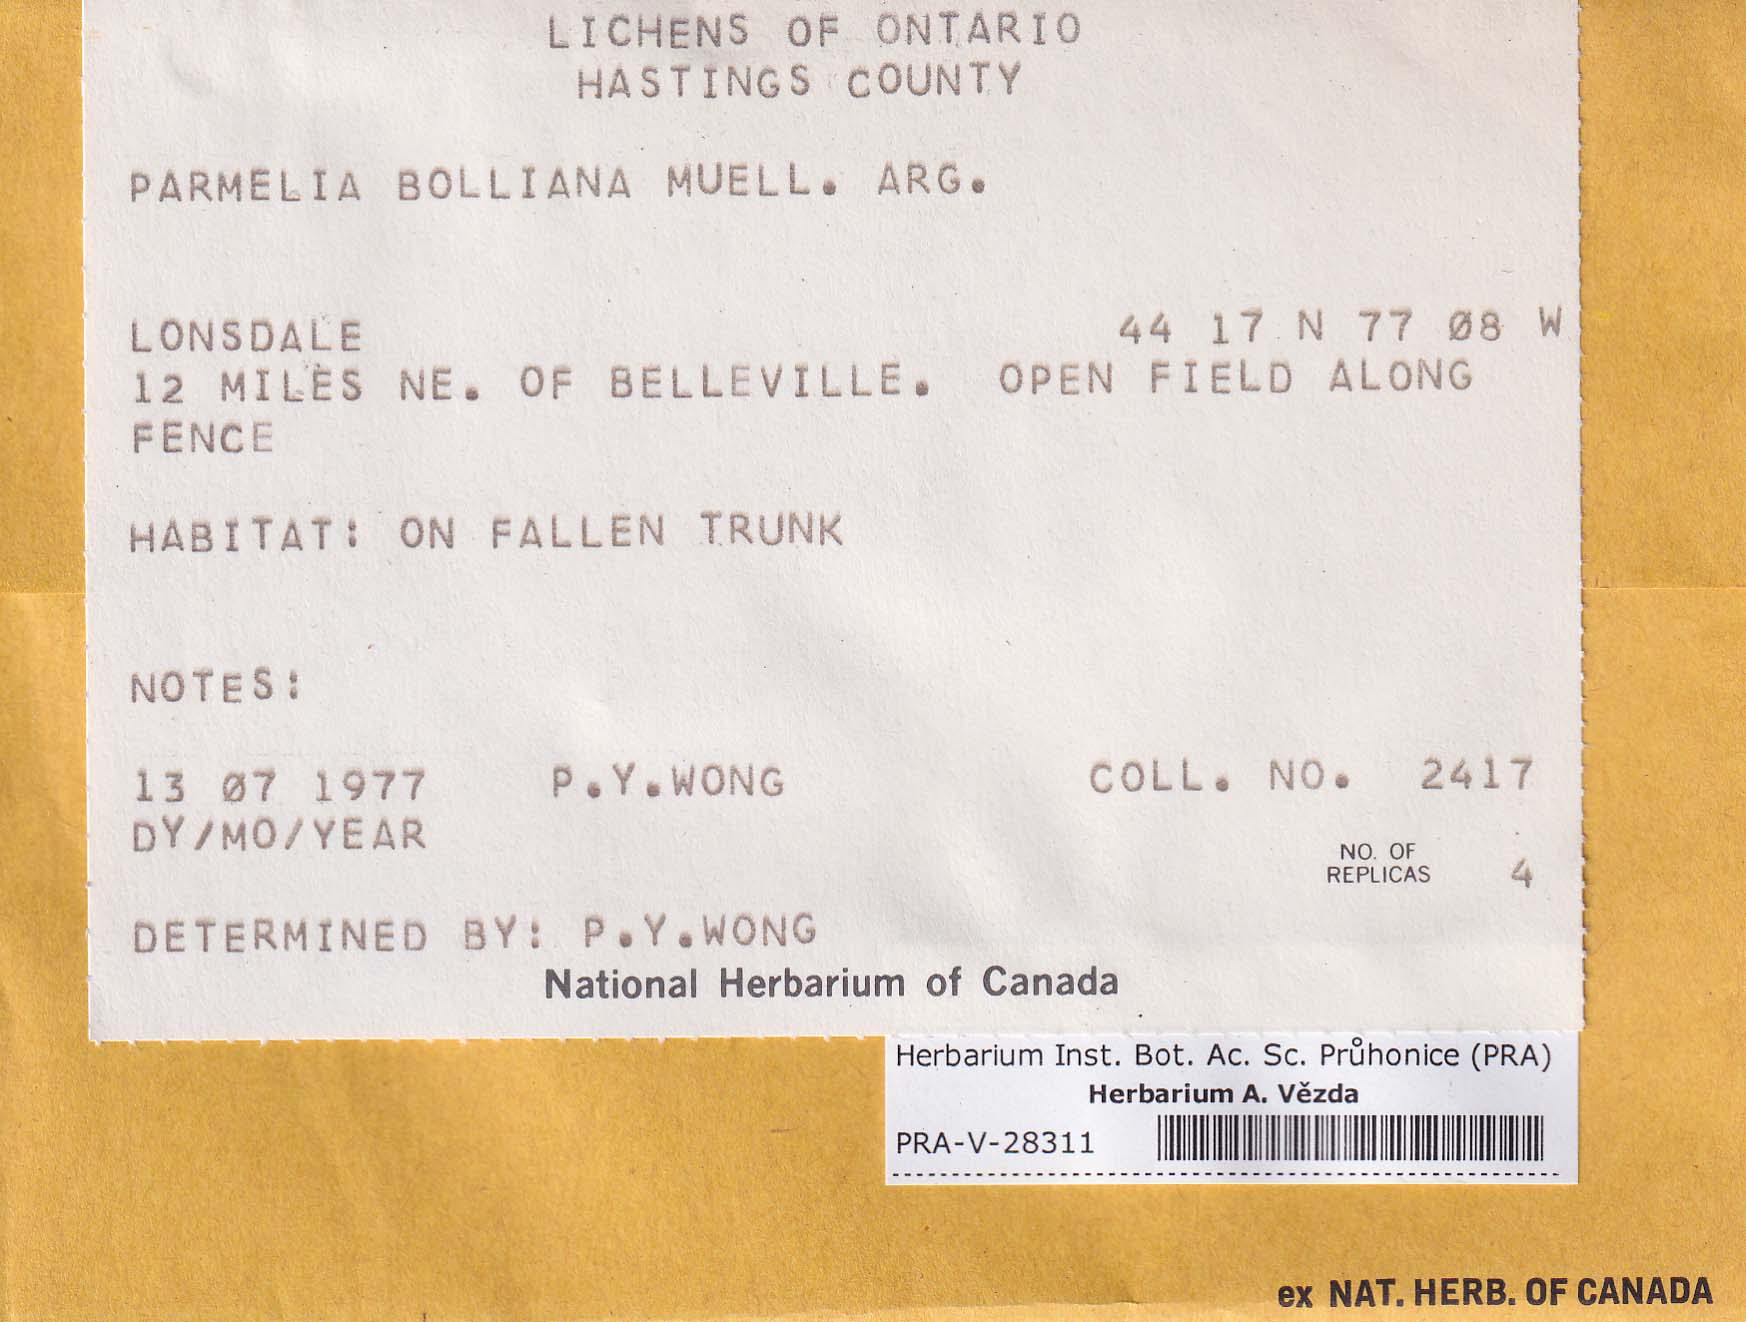 LICHENS OF ONTARIO
HASTINGS COUNTY
PARMELIA BOLLIANA MUELL. ARG.
LONSDALE 44 17 N 77 08 W
12 MILES NE. OF BELLEVILLE. OPEN FIELD ALONG
FENCE
HABITAT: ON FALLEN TRUNK
NOTES:
13 07 1977 P.Y.WONG COLL. NO. 2417
DY/MO/YEAR
NO. OF
REPLICAS 4
DETERMINED BY: P.Y.WONG
National Herbarium of Canada
Herbarium Inst. Bot. Ac. Sc. Průhonice (PRA)
Herbarium A. Vězda
PRA-V-28311
ex NAT. HERB. OF CANADA